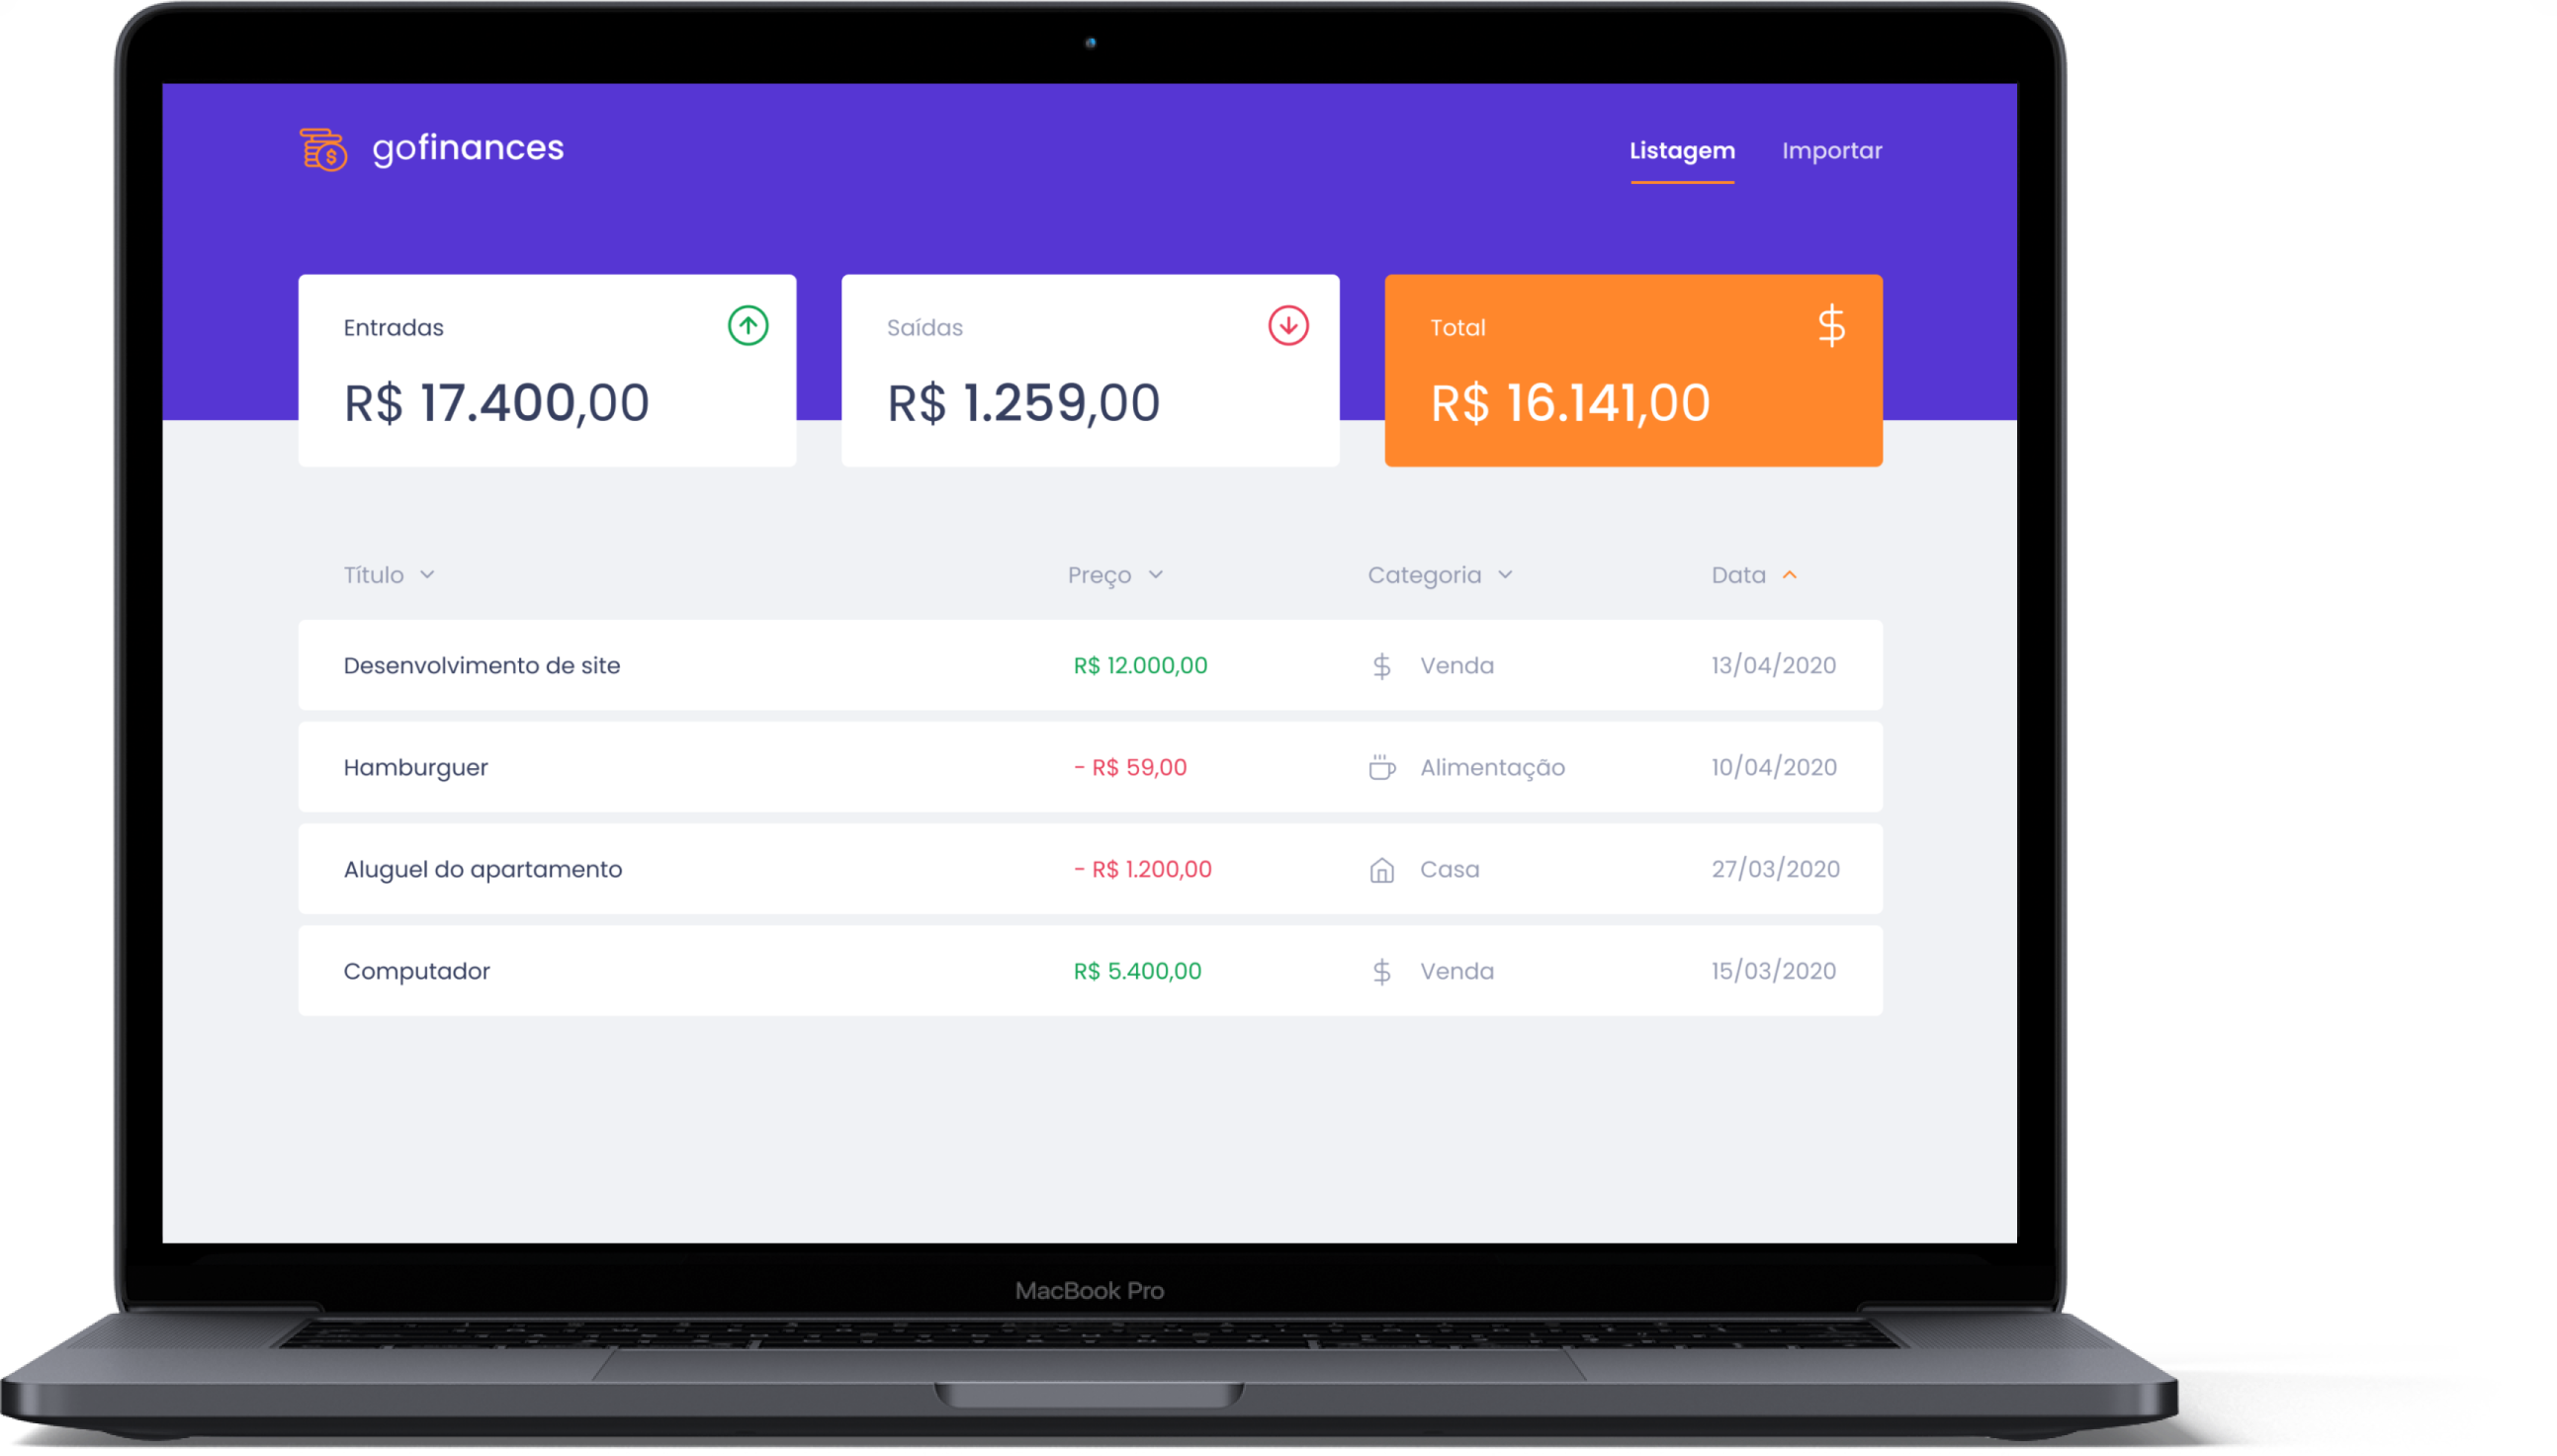 gofinances
Listagem Importar
Entradas
R$ 17.400,00
Saídas
R$ 1.259,00
Total
$
R$ 16.141,00
Título Preço Categoria Data
Desenvolvimento de site R$ 12.000,00 $ Venda 13/04/2020
Hamburguer - R$ 59,00 Alimentação 10/04/2020
Aluguel do apartamento - R$ 1.200,00 Casa 27/03/2020
Computador R$ 5.400,00 $ Venda 15/03/2020
MacBook Pro